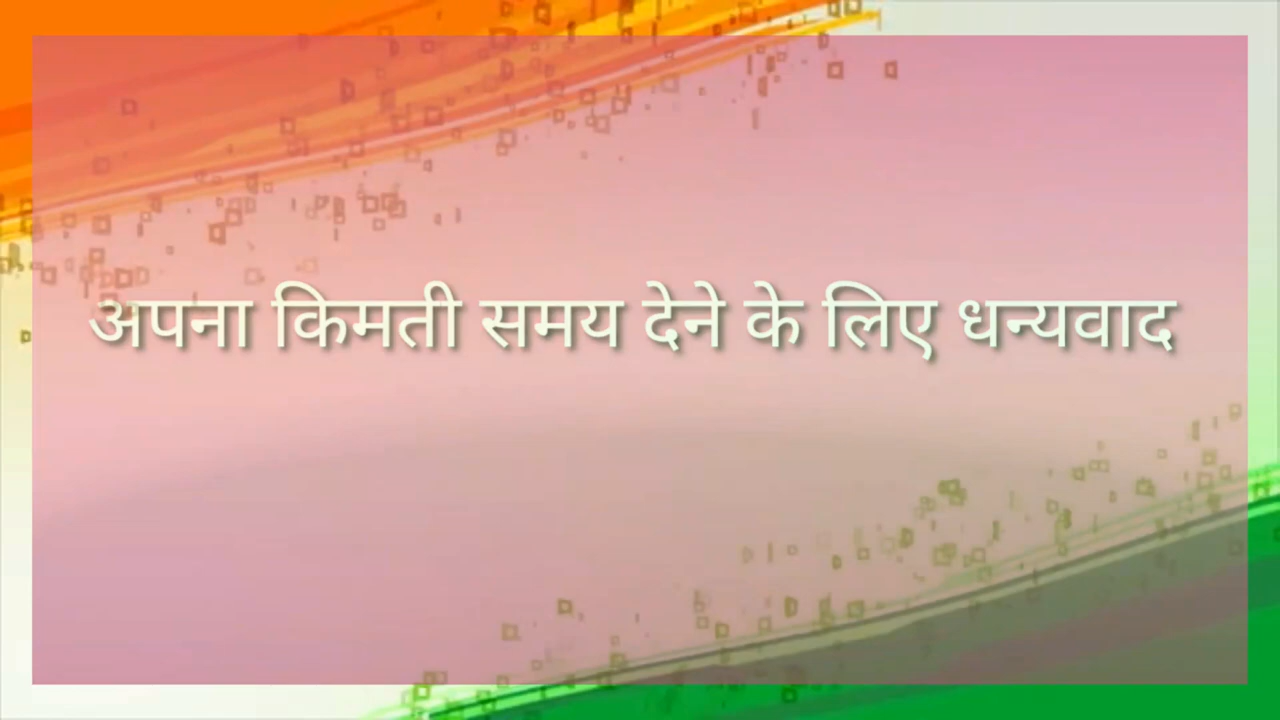 अपना किमती समय देने के लिए धन्यवाद